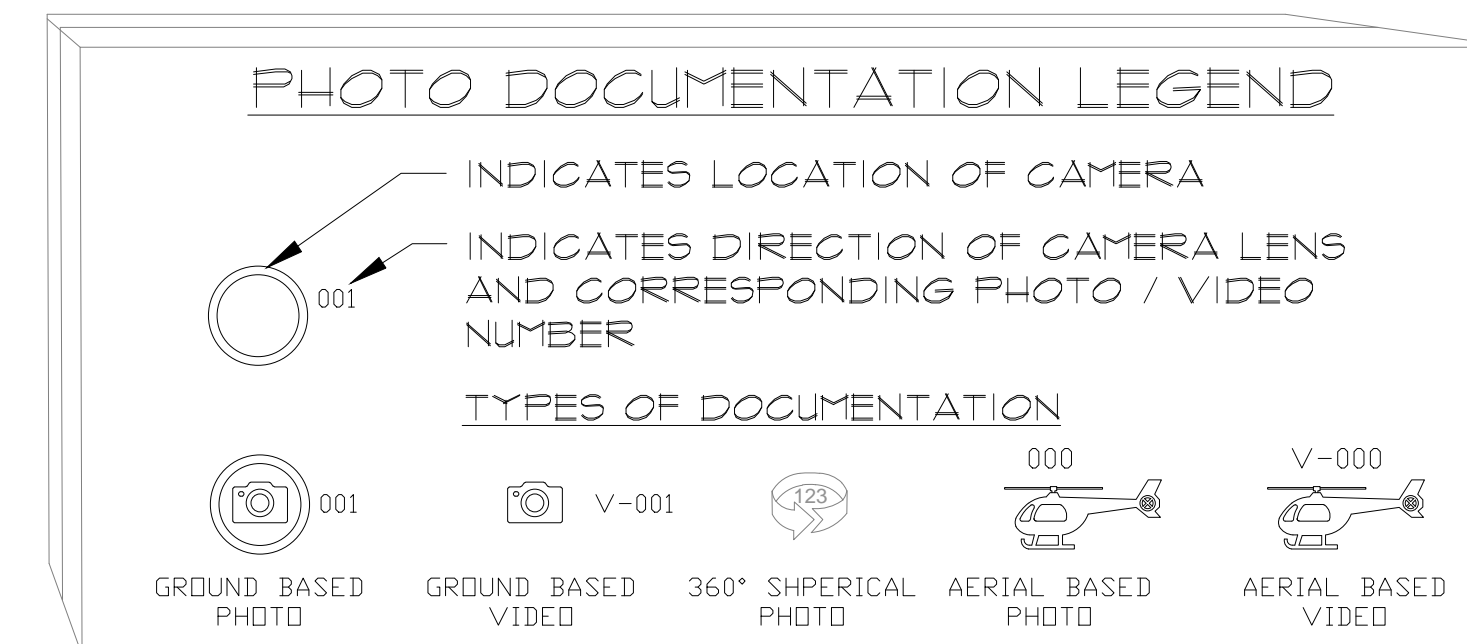 PHOTO DOCUMENTATION LEGEND
INDICATES LOCATION OF CAMERA
001
INDICATES DIRECTION OF CAMERA LENS
AND CORRESPONDING PHOTO / VIDEO
NUMBER
TYPES OF DOCUMENTATION
001
V-001
123
000
V-000
GROUND BASED
PHOTO
GROUND BASED
VIDEO
360° SHPERICAL
PHOTO
AERIAL BASED
PHOTO
AERIAL BASED
VIDEO